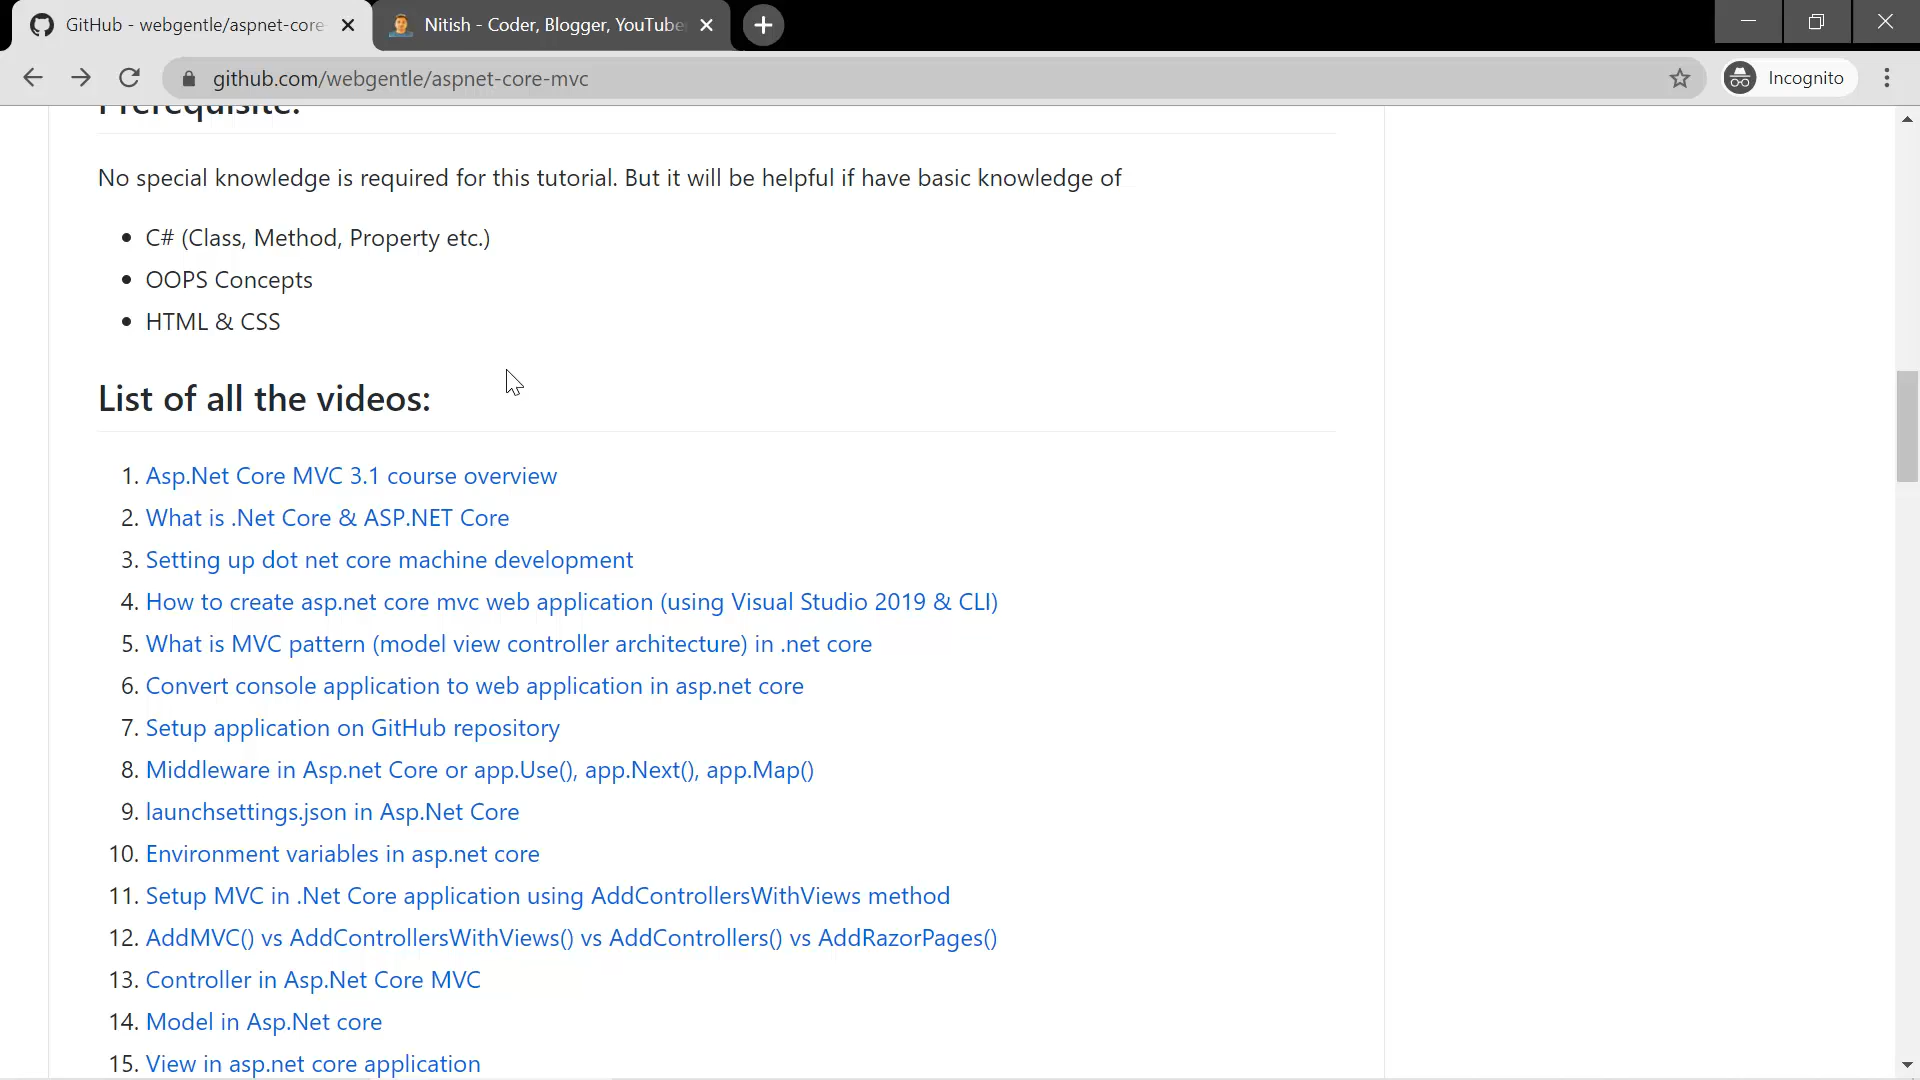 GitHub - webgentle/aspnet-core-
Nitish - Coder, Blogger, YouTube
github.com/webgentle/aspnet-core-mvc
Incognito
Prerequisite:
No special knowledge is required for this tutorial. But it will be helpful if have basic knowledge of
• C# (Class, Method, Property etc.)
• OOPS Concepts
• HTML & CSS
List of all the videos:
1. Asp.Net Core MVC 3.1 course overview
2. What is .Net Core & ASP.NET Core
3. Setting up dot net core machine development
4. How to create asp.net core mvc web application (using Visual Studio 2019 & CLI)
5. What is MVC pattern (model view controller architecture) in .net core
6. Convert console application to web application in asp.net core
7. Setup application on GitHub repository
8. Middleware in Asp.net Core or app.Use(), app.Next(), app.Map()
9. launchsettings.json in Asp.Net Core
10. Environment variables in asp.net core
11. Setup MVC in .Net Core application using AddControllersWithViews method
12. AddMVC() vs AddControllersWithViews() vs AddControllers() vs AddRazorPages()
13. Controller in Asp.Net Core MVC
14. Model in Asp.Net core
15. View in asp.net core application